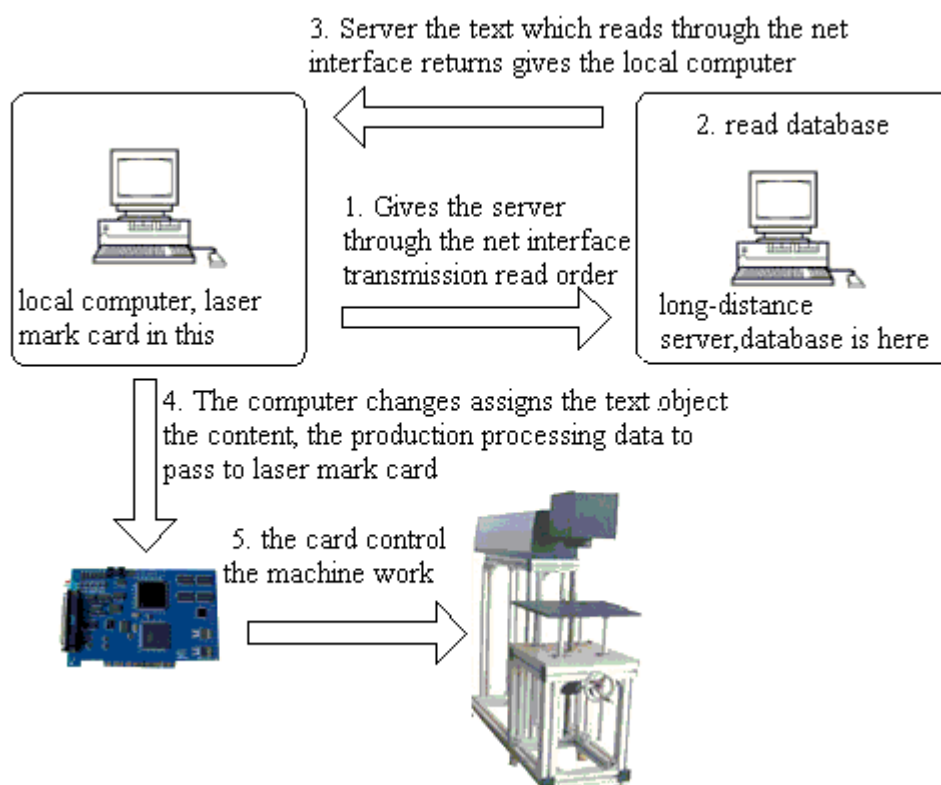 3. Server the text which reads through the net
interface returns gives the local computer
2. read database
1. Gives the server
through the net interface
transmission read order
local computer, laser
mark card in this
long-distance
server,database is here
4. The computer changes assigns the text object
the content, the production processing data to
pass to laser mark card
5. the card control
the machine work